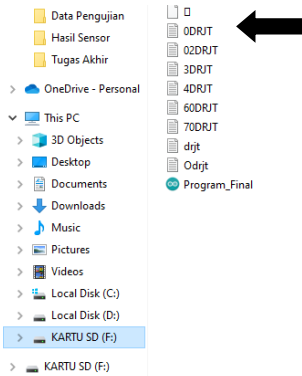 Data Pengujian
Hasil Sensor
Tugas Akhir
OneDrive - Personal
This PC
3D Objects
Desktop
Documents
Downloads
Music
Pictures
Videos
Local Disk (C:)
Local Disk (D:)
KARTU SD (F:)
KARTU SD (F:)
0DRJT
02DRJT
3DRJT
4DRJT
60DRJT
70DRJT
drjt
Odrjt
Program_Final